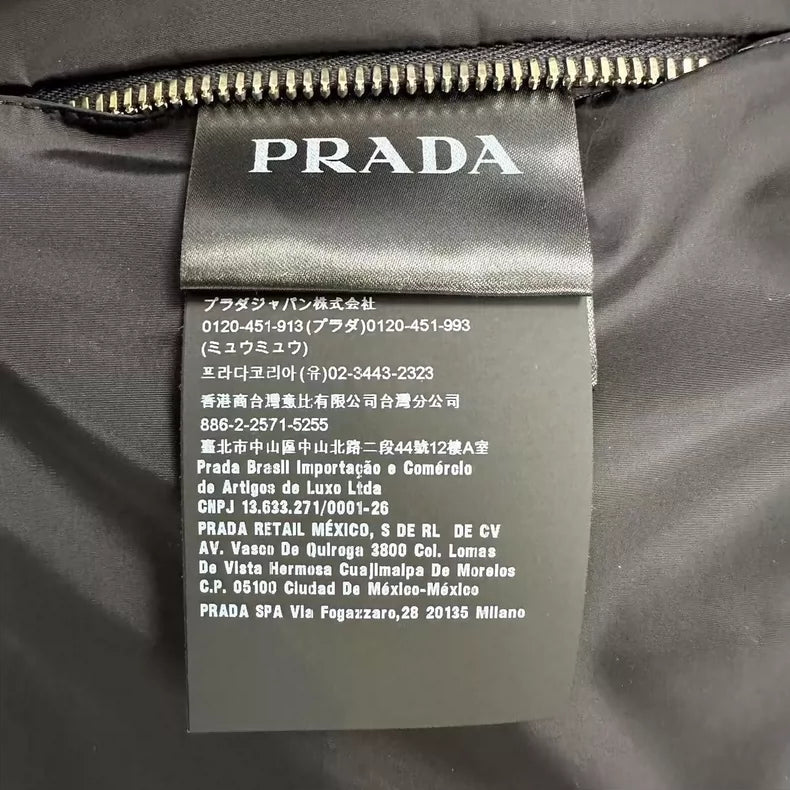 PRADA
プラダジャパン株式会社
0120-451-913(プラダ)0120-451-993
(ミュウミュウ)
프라다코리아(유)02-3443-2323
香港商台灣意比有限公司台灣分公司
886-2-2571-5255
臺北市中山區中山北路二段44號12樓A室
Prada Brasil Importação e Comércio
de Artigos de Luxo Ltda
CNPJ 13.633.271/0001-26
PRADA RETAIL MÉXICO, S DE RL DE CV
AV. Vasco De Quiroga 3800 Col. Lomas
De Vista Hermosa Cuajimalpa De Morelos
C.P. 05100 Ciudad De México-México
PRADA SPA Via Fogazzaro,28 20135 Milano